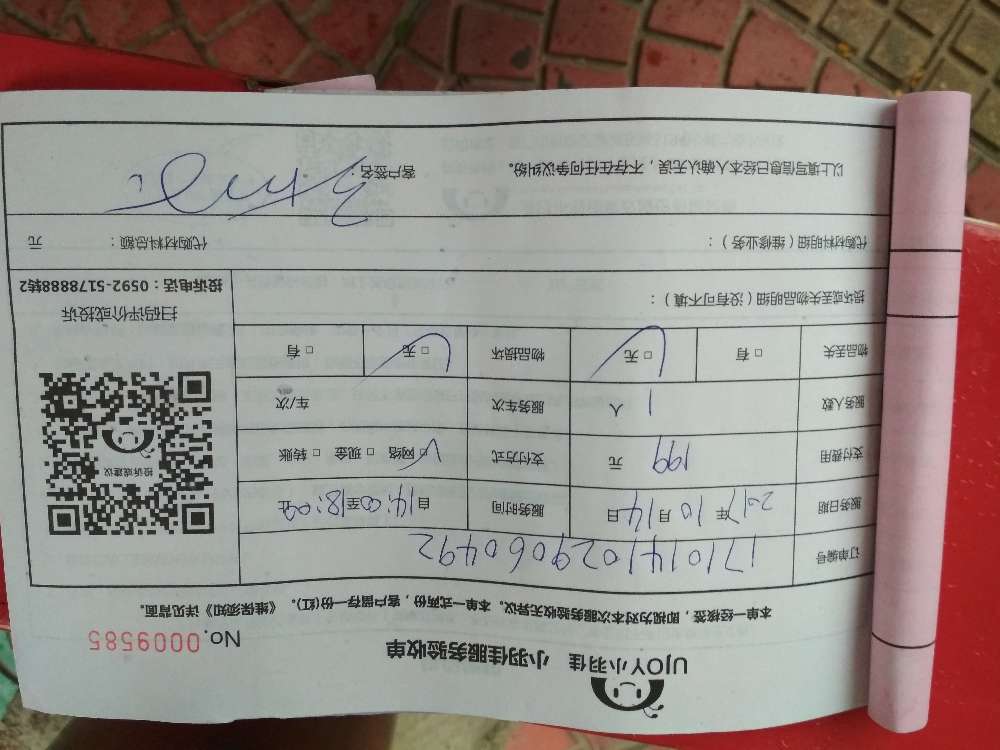 UJOY小羽佳 小羽佳服务验收单 No. 0009585
本单一经核签，即视为对本次服务验收无异议。本单一式两份，客户留存一份(红)。《维保须知》详见背面。
订单编号 1710141029060492
服务日期 2017年10月14日 服务时间 自14:00至18:00止
支付费用 199 元 支付方式 ☑网络 □现金 □转账
服务人数 1 人 服务车次 车/次
物品丢失 □有 ☑无 物品损坏 ☑无 □有
投诉或建议
扫码评价或投诉
投诉电话：0592-5178888转2
损坏或丢失物品明细（没有可不填）：
代购材料明细（维修业务）： 代购材料总额： 元
以上填写信息已经本人确认无误，不存在任何争议纠纷。 客户签名：